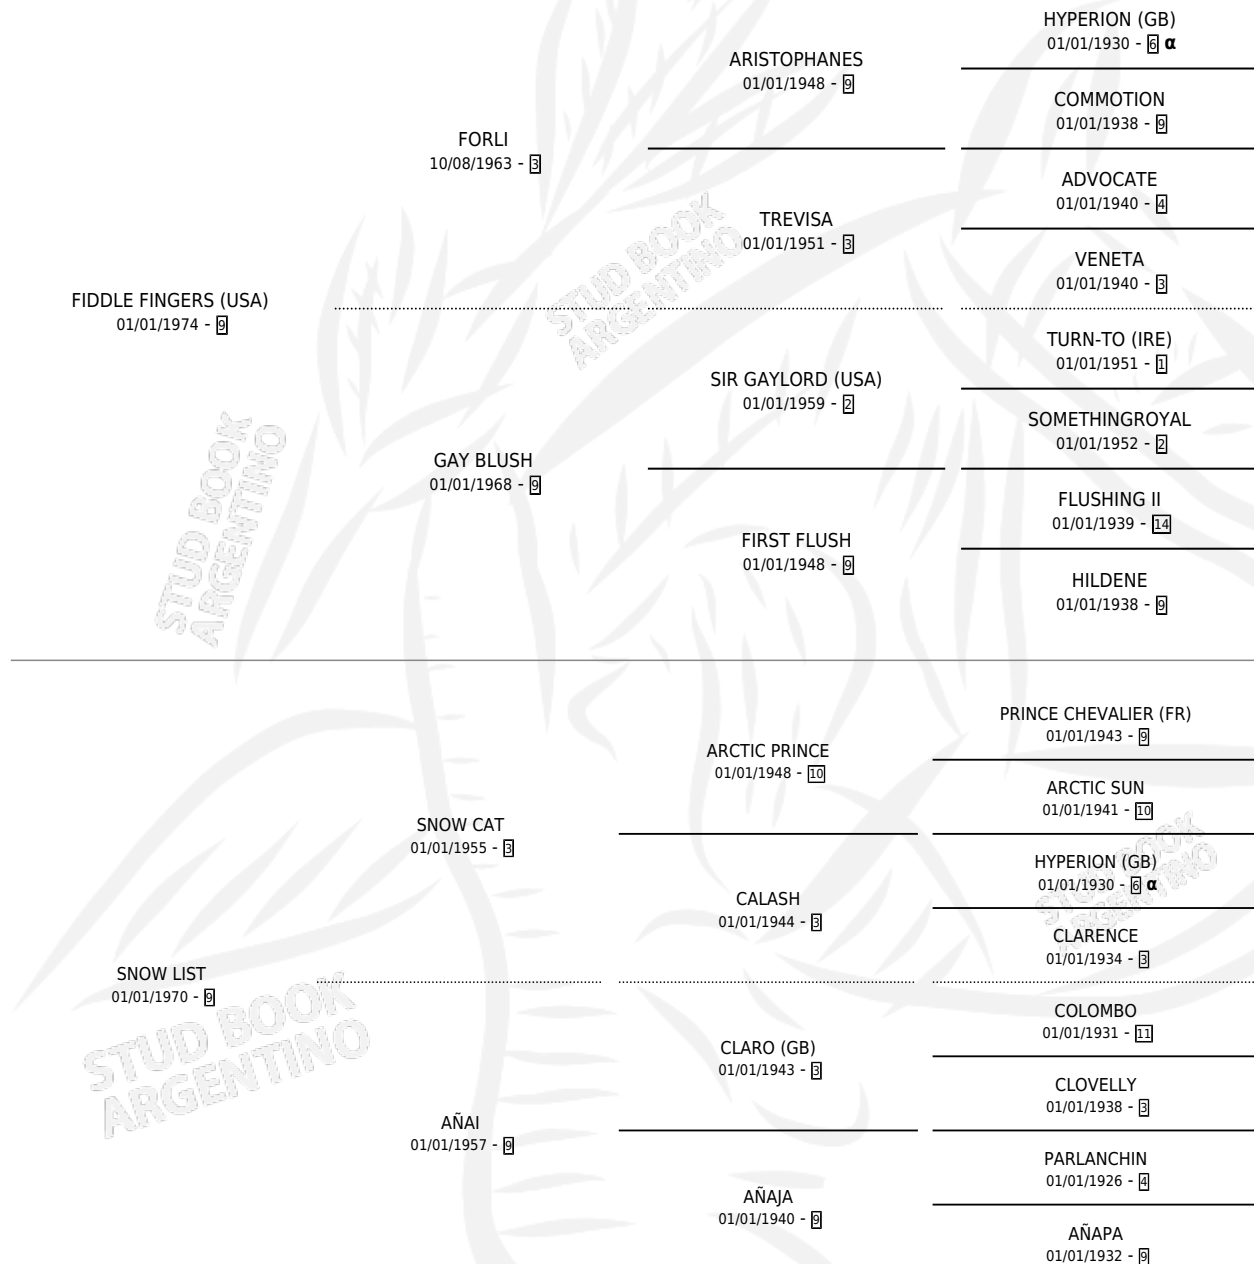 HYPERION (GB)
01/01/1930 - 6 α
ARISTOPHANES
01/01/1948 - 9
COMMOTION
01/01/1938 - 9
FORLI
10/08/1963 - 3
ADVOCATE
01/01/1940 - 4
TREVISA
01/01/1951 - 3
VENETA
01/01/1940 - 3
FIDDLE FINGERS (USA)
01/01/1974 - 9
TURN-TO (IRE)
01/01/1951 - 1
SIR GAYLORD (USA)
01/01/1959 - 2
SOMETHINGROYAL
01/01/1952 - 2
GAY BLUSH
01/01/1968 - 9
FLUSHING II
01/01/1939 - 14
FIRST FLUSH
01/01/1948 - 9
HILDENE
01/01/1938 - 9
PRINCE CHEVALIER (FR)
01/01/1943 - 9
ARCTIC PRINCE
01/01/1948 - 10
ARCTIC SUN
01/01/1941 - 10
SNOW CAT
01/01/1955 - 3
HYPERION (GB)
01/01/1930 - 6 α
CALASH
01/01/1944 - 3
CLARENCE
01/01/1934 - 3
SNOW LIST
01/01/1970 - 9
COLOMBO
01/01/1931 - 11
CLARO (GB)
01/01/1943 - 3
CLOVELLY
01/01/1938 - 3
AÑAI
01/01/1957 - 9
PARLANCHIN
01/01/1926 - 4
AÑAJA
01/01/1940 - 9
AÑAPA
01/01/1932 - 9
STUD BOOK
ARGENTINO
STUD BOOK
ARGENTINO
STUD BOOK
ARGENTINO
STUD BOOK
ARGENTINO